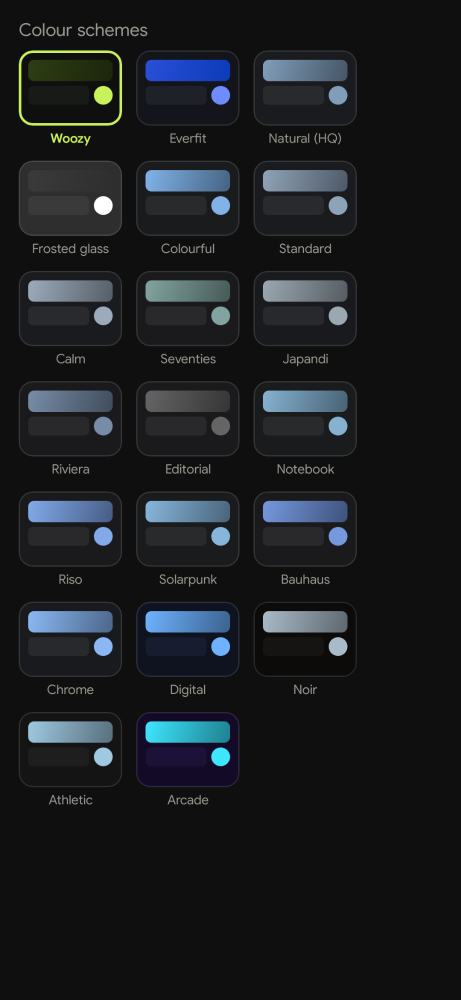 Colour schemes
Woozy
Everfit
Natural (HQ)
Frosted glass
Colourful
Standard
Calm
Seventies
Japandi
Riviera
Editorial
Notebook
Riso
Solarpunk
Bauhaus
Chrome
Digital
Noir
Athletic
Arcade